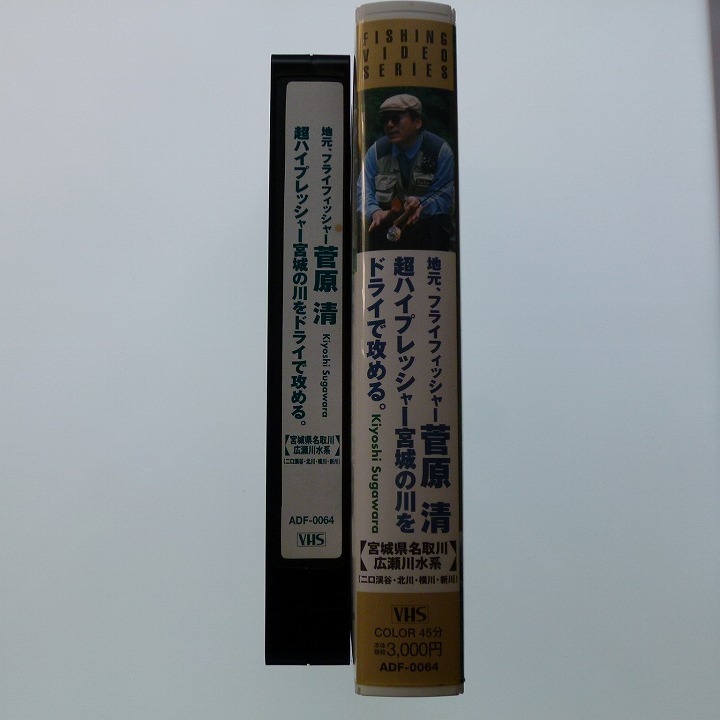 地元、フライフィッシャー 菅原 清 Kiyoshi Sugawara
超ハイプレッシャー宮城の川をドライで攻める。
宮城県名取川
広瀬川水系
(二口渓谷・北川・横川・新川)
ADF-0064
VHS
FISHING
VIDEO
SERIES
地元、フライフィッシャー 菅原 清
超ハイプレッシャー宮城の川を
ドライで攻める。 Kiyoshi Sugawara
宮城県名取川
広瀬川水系
(二口渓谷・北川・横川・新川)
VHS
COLOR 45分
本体価格 3,000円
ADF-0064